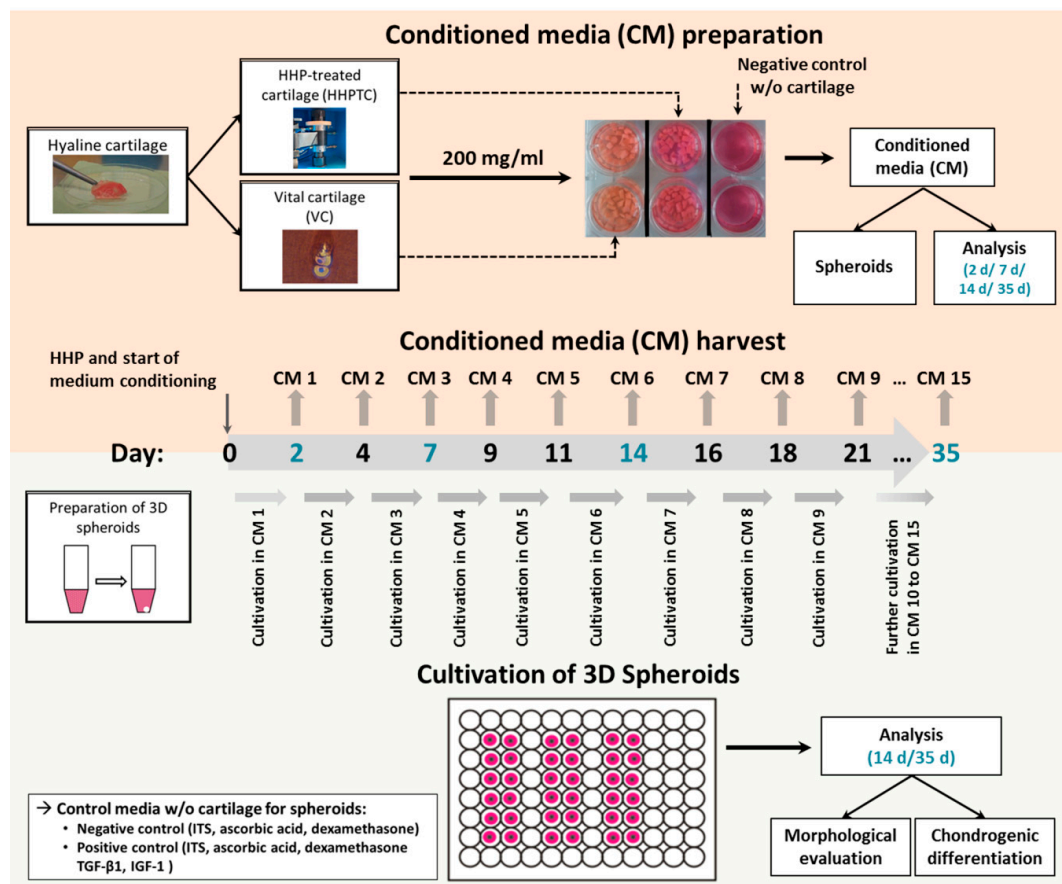 Conditioned media (CM) preparation
Hyaline cartilage
HHP-treated
cartilage (HHPTC)
Vital cartilage
(VC)
200 mg/ml
Negative control
w/o cartilage
Conditioned
media (CM)
Spheroids
Analysis
(2 d/ 7 d/
14 d/ 35 d)
Conditioned media (CM) harvest
HHP and start of
medium conditioning
CM 1 CM 2 CM 3 CM 4 CM 5 CM 6 CM 7 CM 8 CM 9 ... CM 15
Day: 0 2 4 7 9 11 14 16 18 21 ... 35
Preparation of 3D
spheroids
Cultivation in CM 1
Cultivation in CM 2
Cultivation in CM 3
Cultivation in CM 4
Cultivation in CM 5
Cultivation in CM 6
Cultivation in CM 7
Cultivation in CM 8
Cultivation in CM 9
Further cultivation
in CM 10 to CM 15
Cultivation of 3D Spheroids
Analysis
(14 d/35 d)
Morphological
evaluation
Chondrogenic
differentiation
→ Control media w/o cartilage for spheroids:
• Negative control (ITS, ascorbic acid, dexamethasone)
• Positive control (ITS, ascorbic acid, dexamethasone
TGF-β1, IGF-1 )